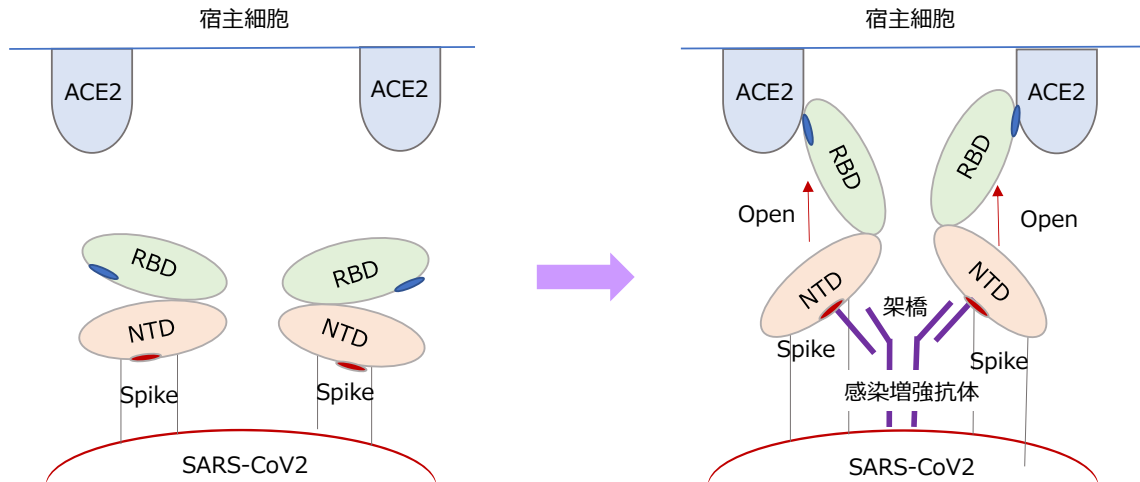 宿主細胞
ACE2
ACE2
RBD
RBD
NTD
NTD
Spike
Spike
SARS-CoV2
宿主細胞
ACE2
ACE2
RBD
RBD
Open
Open
NTD
NTD
架橋
Spike
Spike
感染増強抗体
SARS-CoV2